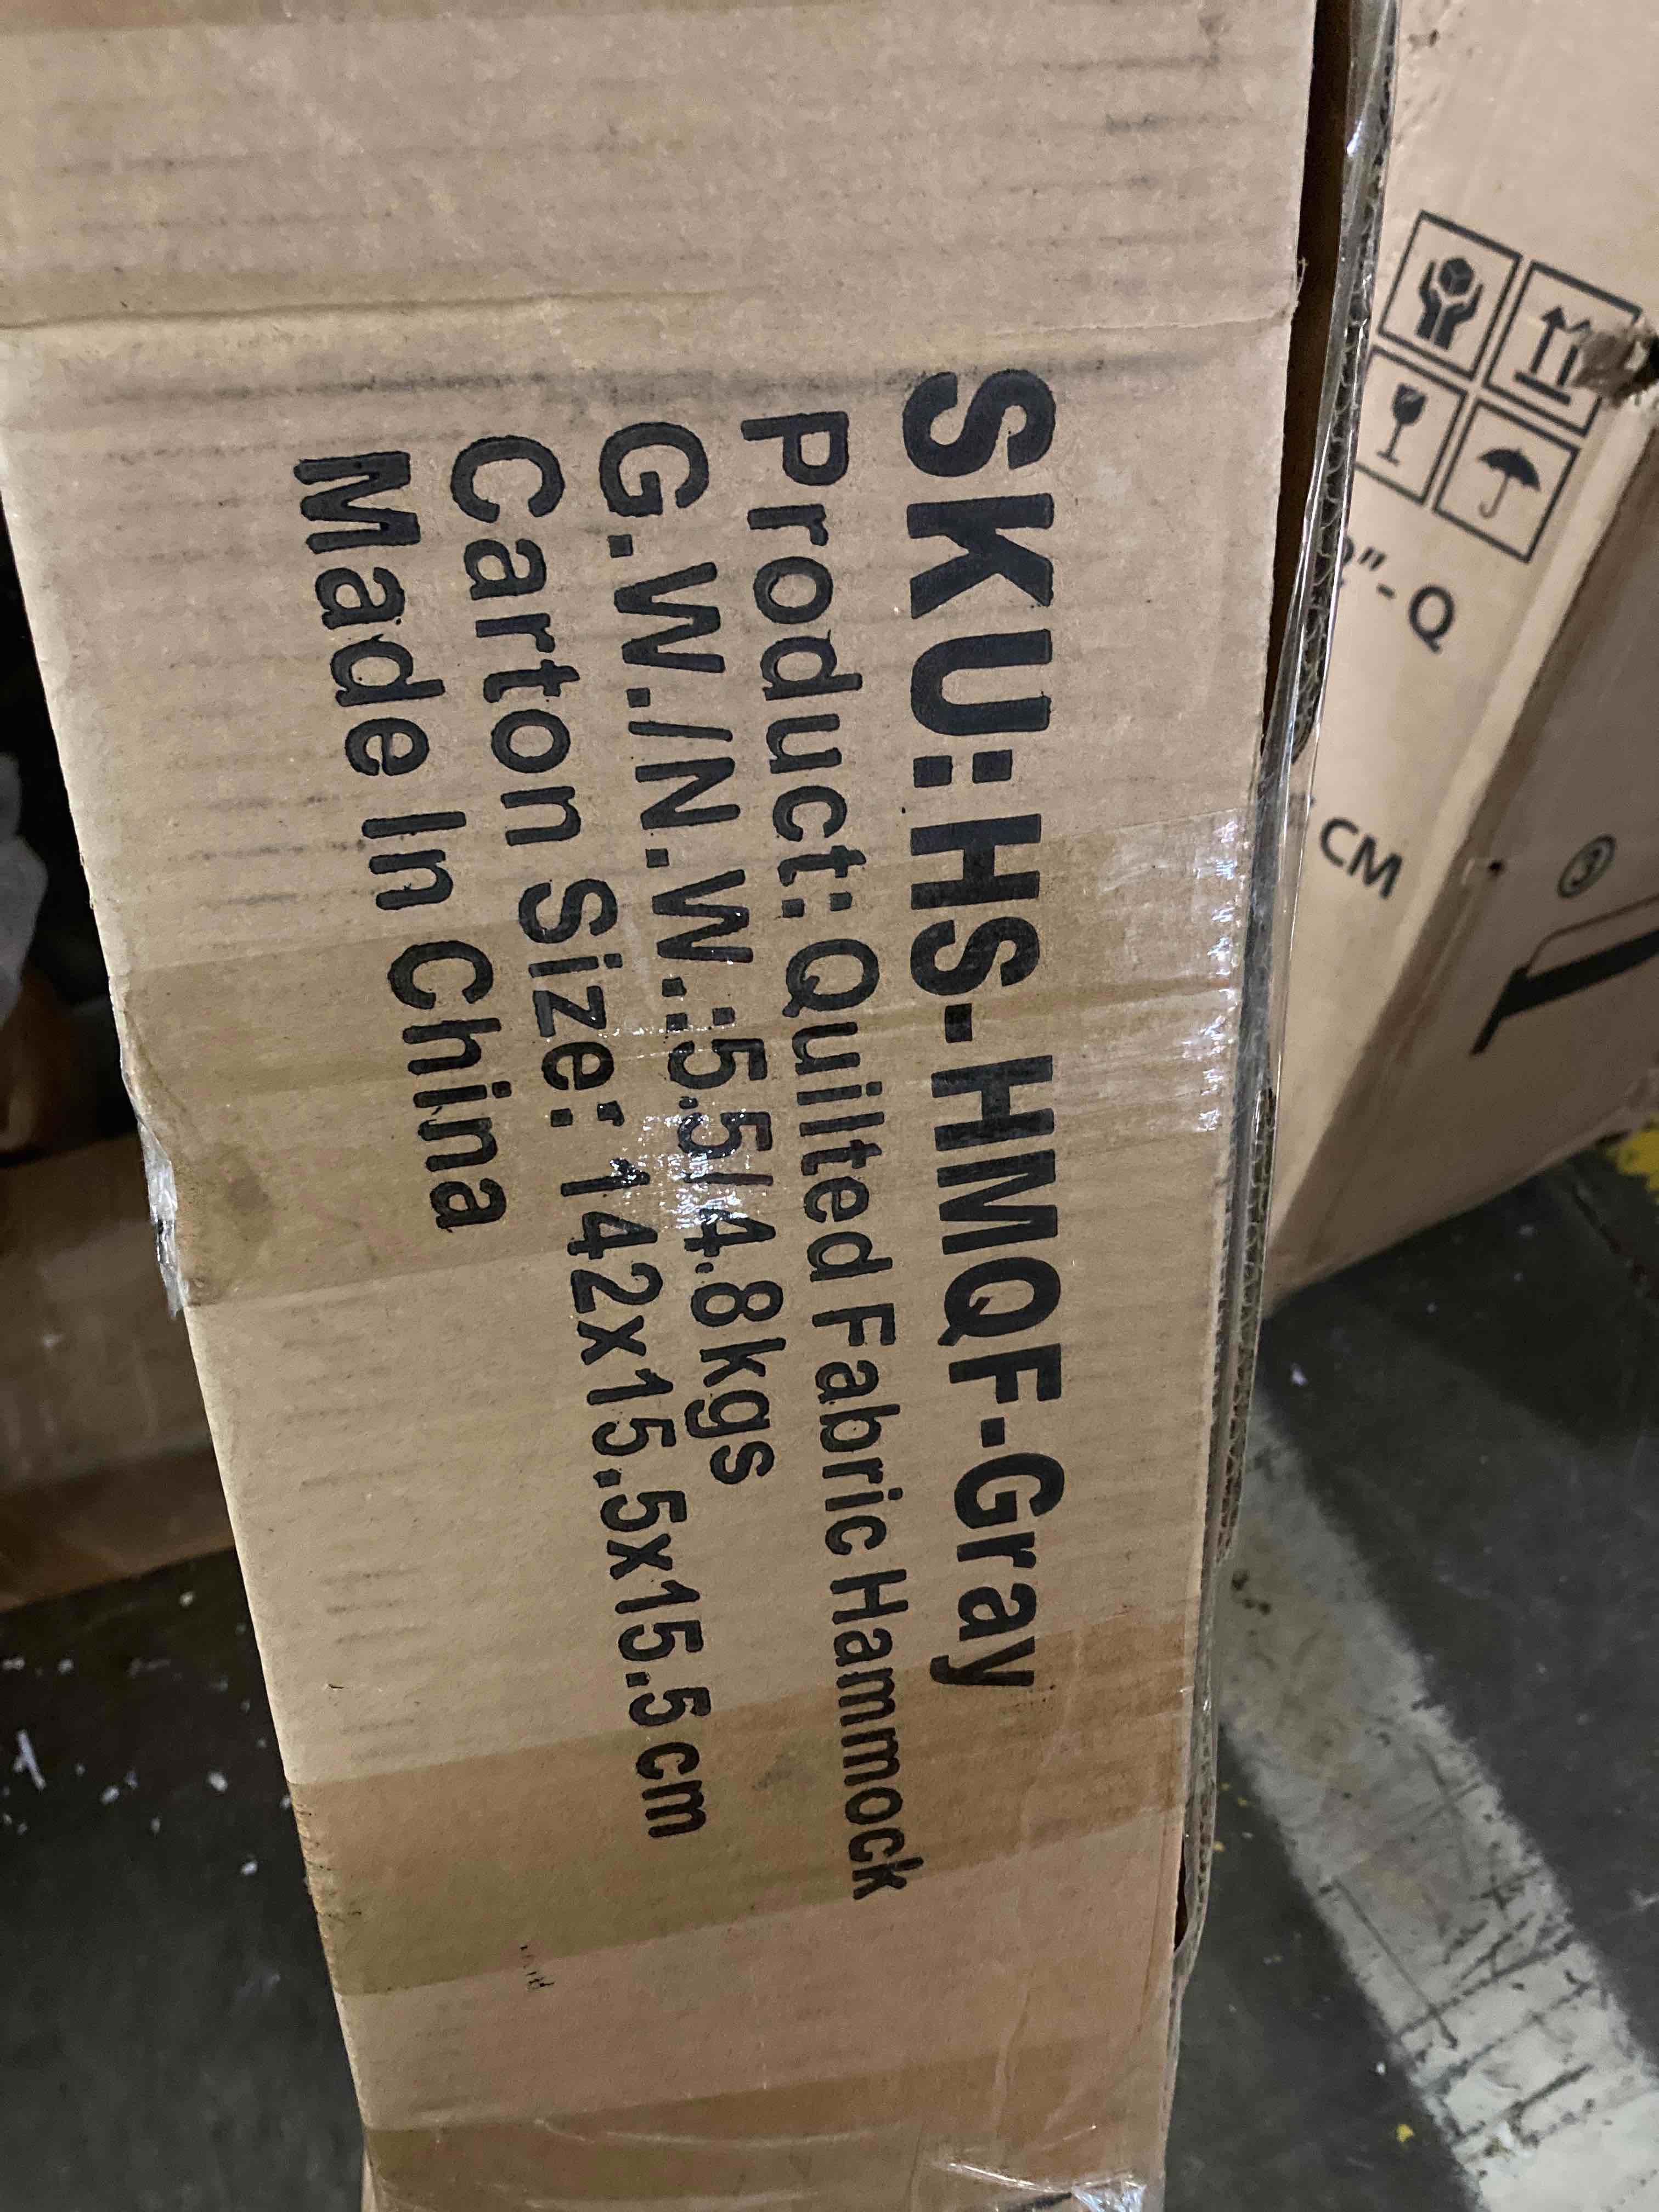 SKU:HS-HMQF-Gray
Product: Quilted Fabric Hammock
G.W./N.W.:5.5/4.8kgs
Carton Size: 142x15.5x15.5cm
Made In China
"-Q
CM
3